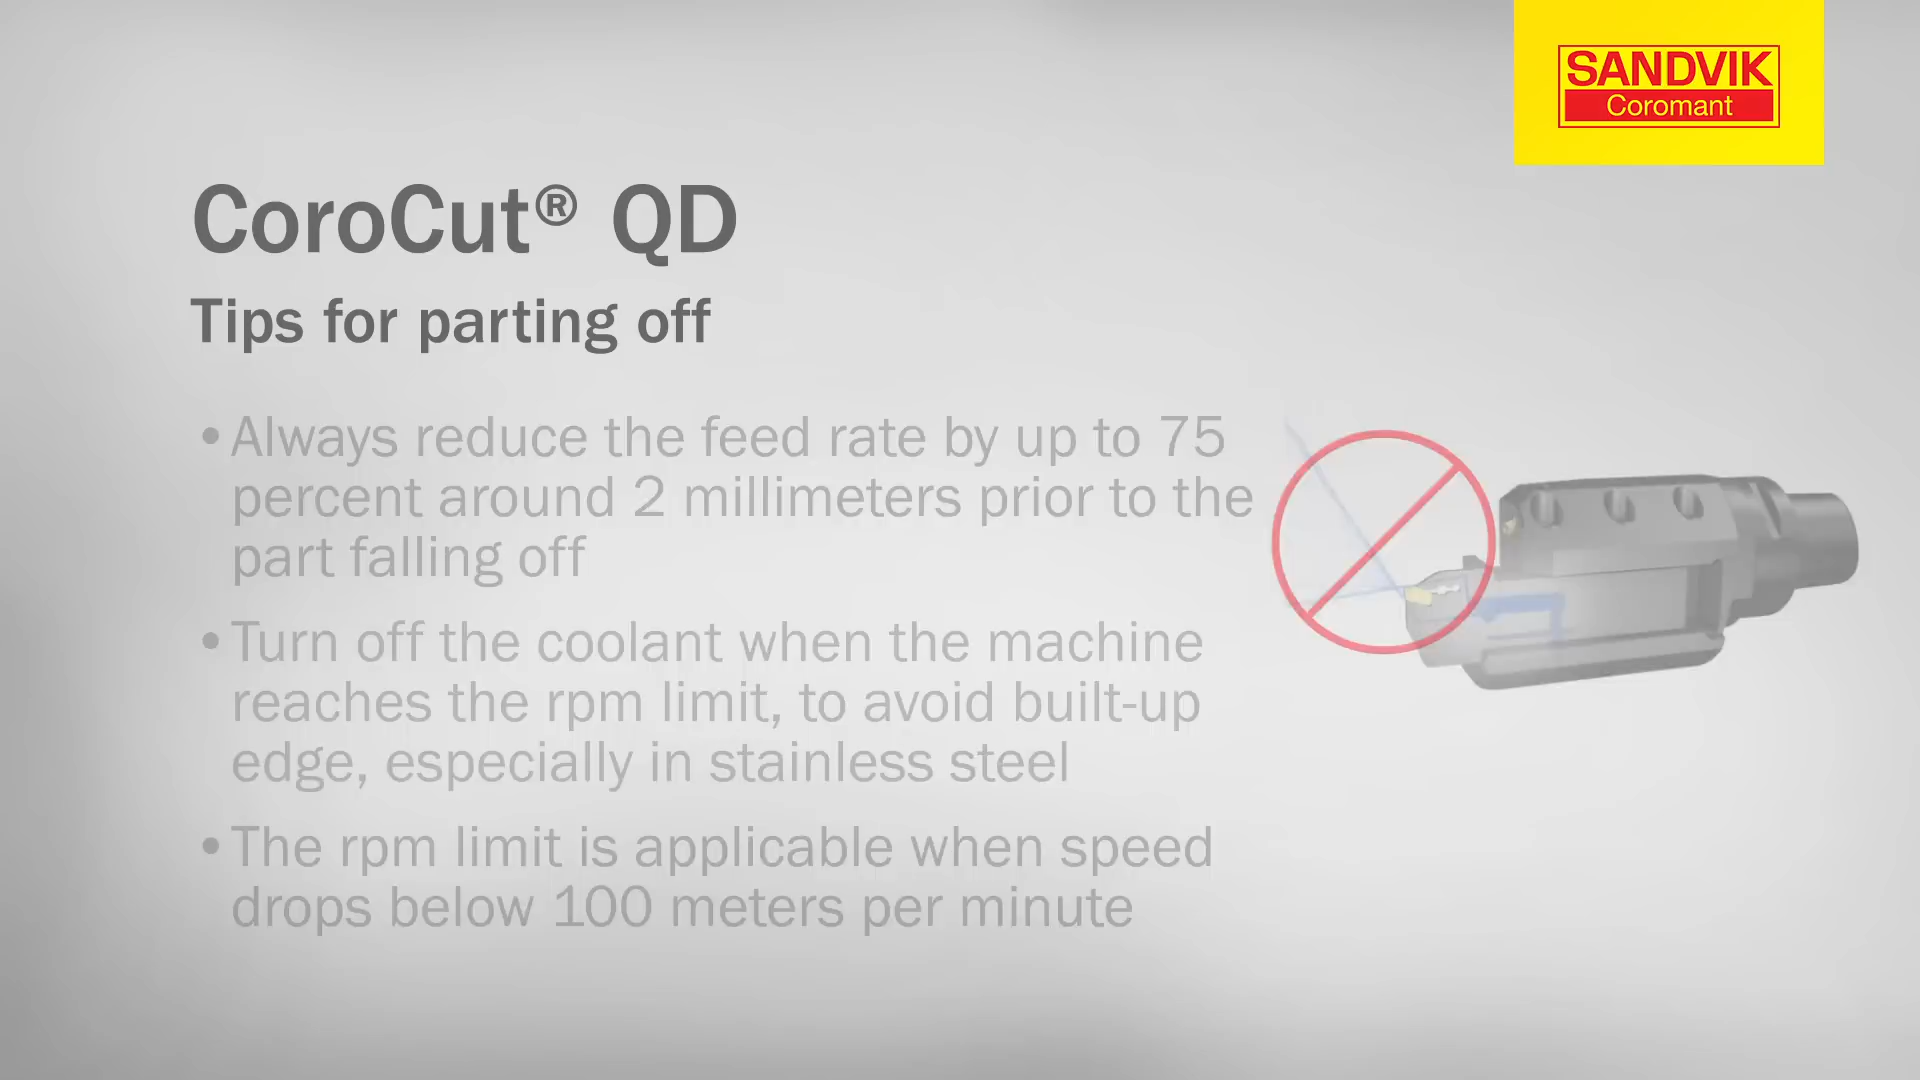 SANDVIK
Coromant
CoroCut® QD
Tips for parting off
•Always reduce the feed rate by up to 75
percent around 2 millimeters prior to the
part falling off
•Turn off the coolant when the machine
reaches the rpm limit, to avoid built-up
edge, especially in stainless steel
•The rpm limit is applicable when speed
drops below 100 meters per minute